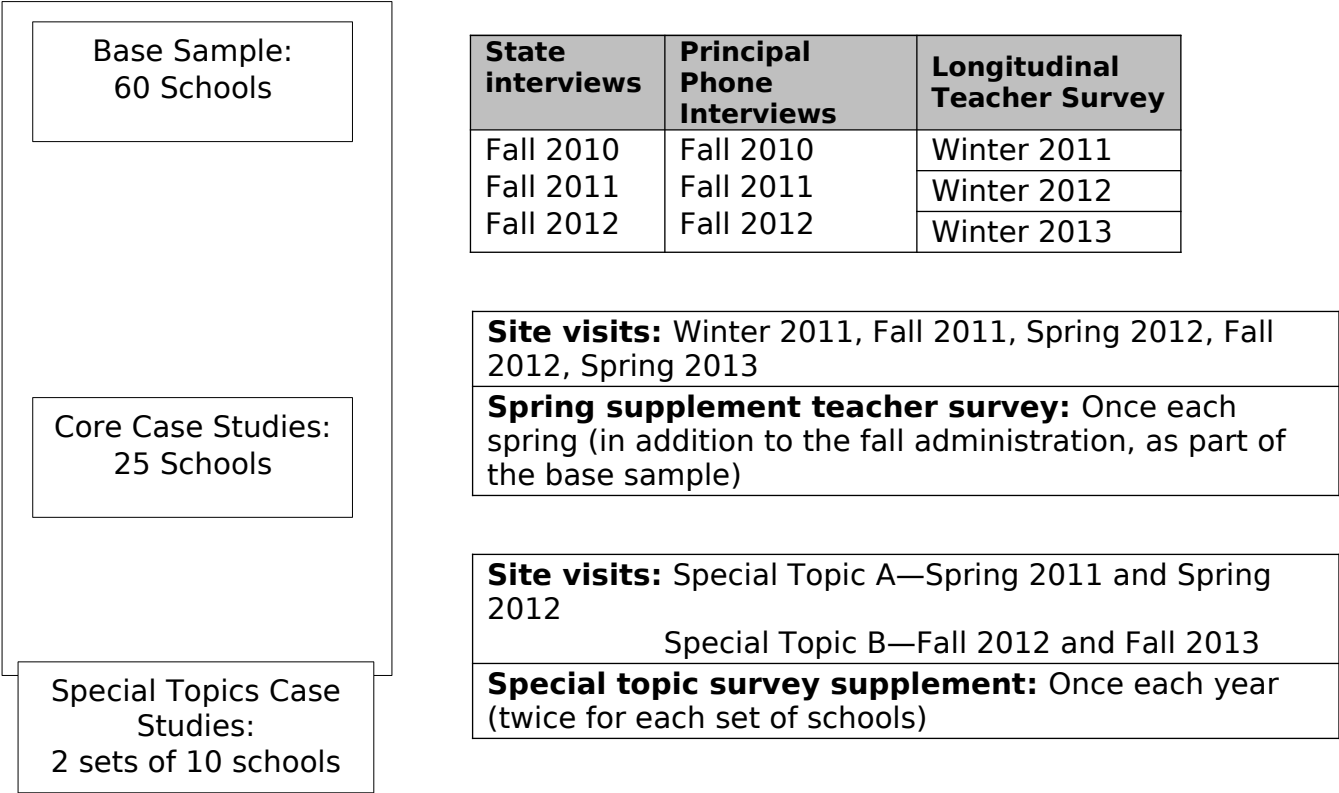 Base Sample:
60 Schools
State
interviews
Principal
Phone
Interviews
Longitudinal
Teacher Survey
Fall 2010
Fall 2011
Fall 2012
Fall 2010
Fall 2011
Fall 2012
Winter 2011
Winter 2012
Winter 2013
Core Case Studies:
25 Schools
Site visits: Winter 2011, Fall 2011, Spring 2012, Fall
2012, Spring 2013
Spring supplement teacher survey: Once each
spring (in addition to the fall administration, as part of
the base sample)
Special Topics Case
Studies:
2 sets of 10 schools
Site visits: Special Topic A—Spring 2011 and Spring
2012
Special Topic B—Fall 2012 and Fall 2013
Special topic survey supplement: Once each year
(twice for each set of schools)